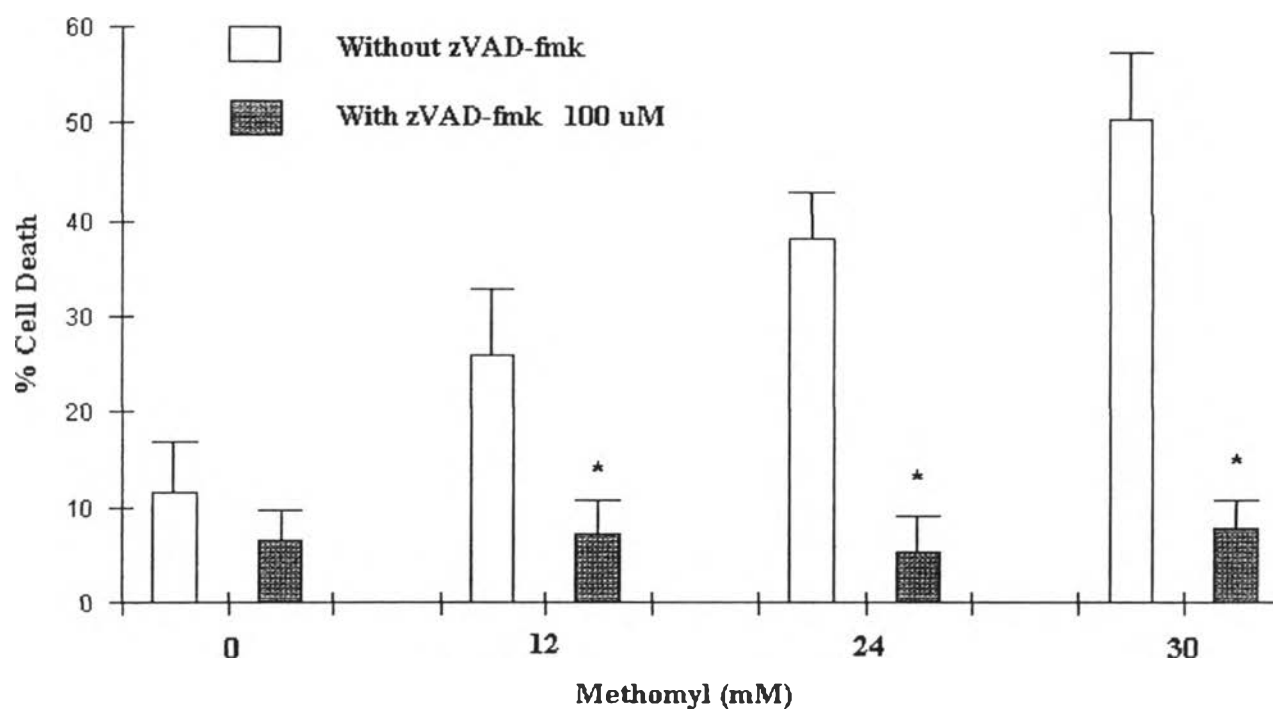 60
50
40
30
20
10
0
% Cell Death
Without zVAD-fmk
With zVAD-fmk 100 uM
*
*
*
0 12 24 30
Methomyl (mM)